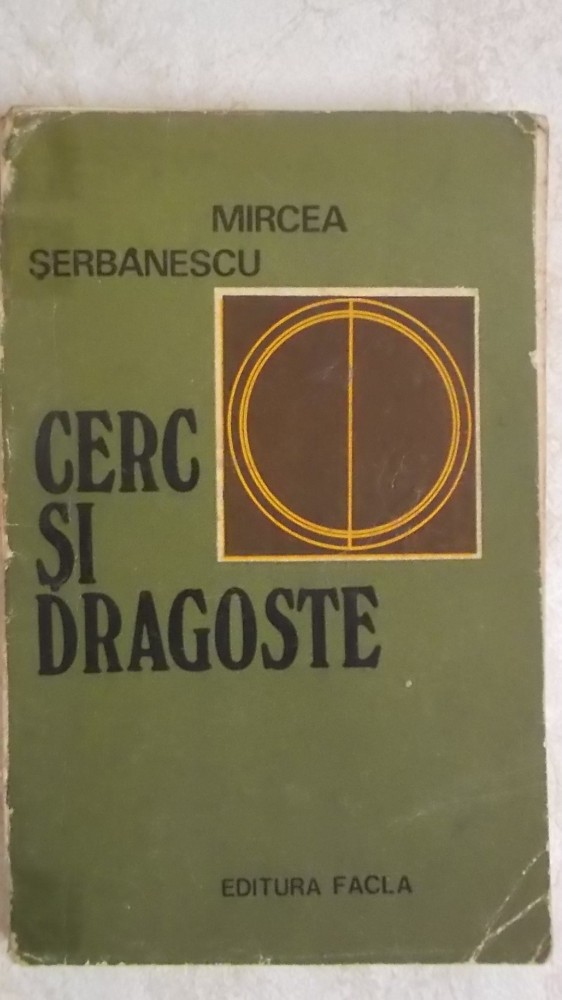 MIRCEA
ŞERBĂNESCU
CERC
ŞI
DRAGOSTE
EDITURA FACLA